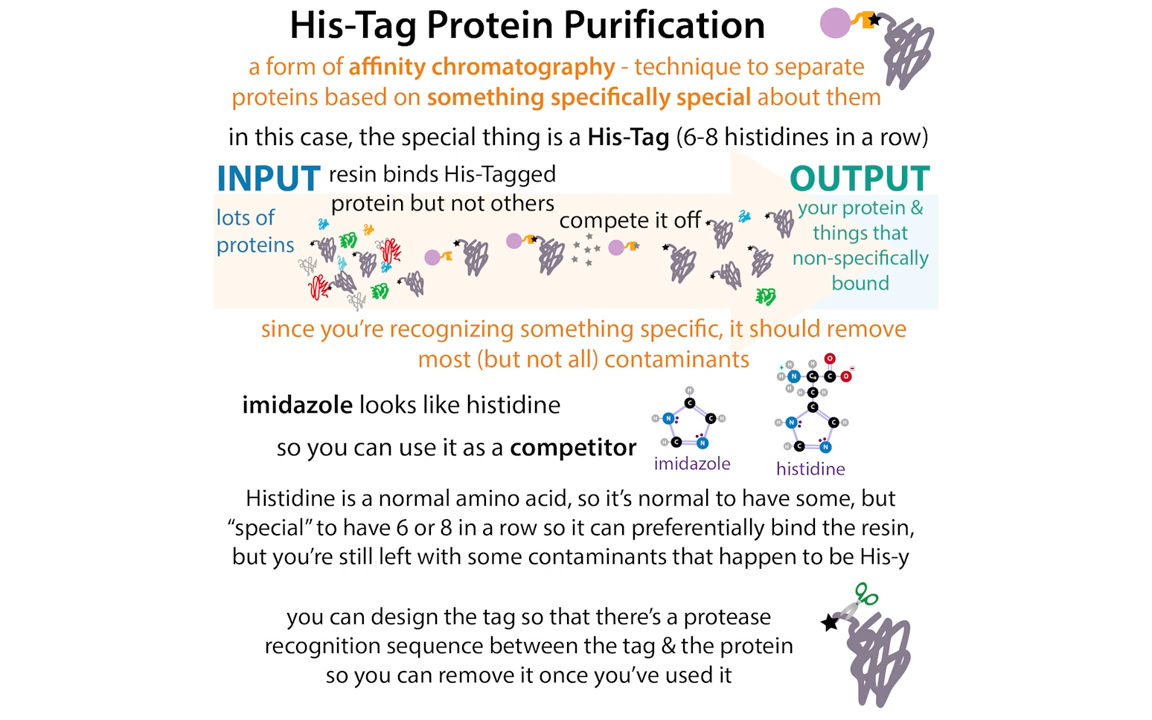 His-Tag Protein Purification
a form of affinity chromatography - technique to separate
proteins based on something specifically special about them
in this case, the special thing is a His-Tag (6-8 histidines in a row)
INPUT
lots of
proteins
resin binds His-Tagged
protein but not others
compete it off
OUTPUT
your protein &
things that
non-specifically
bound
since you're recognizing something specific, it should remove
most (but not all) contaminants
imidazole looks like histidine
so you can use it as a competitor
imidazole
histidine
Histidine is a normal amino acid, so it's normal to have some, but
“special” to have 6 or 8 in a row so it can preferentially bind the resin,
but you're still left with some contaminants that happen to be His-y
you can design the tag so that there's a protease
recognition sequence between the tag & the protein
so you can remove it once you've used it